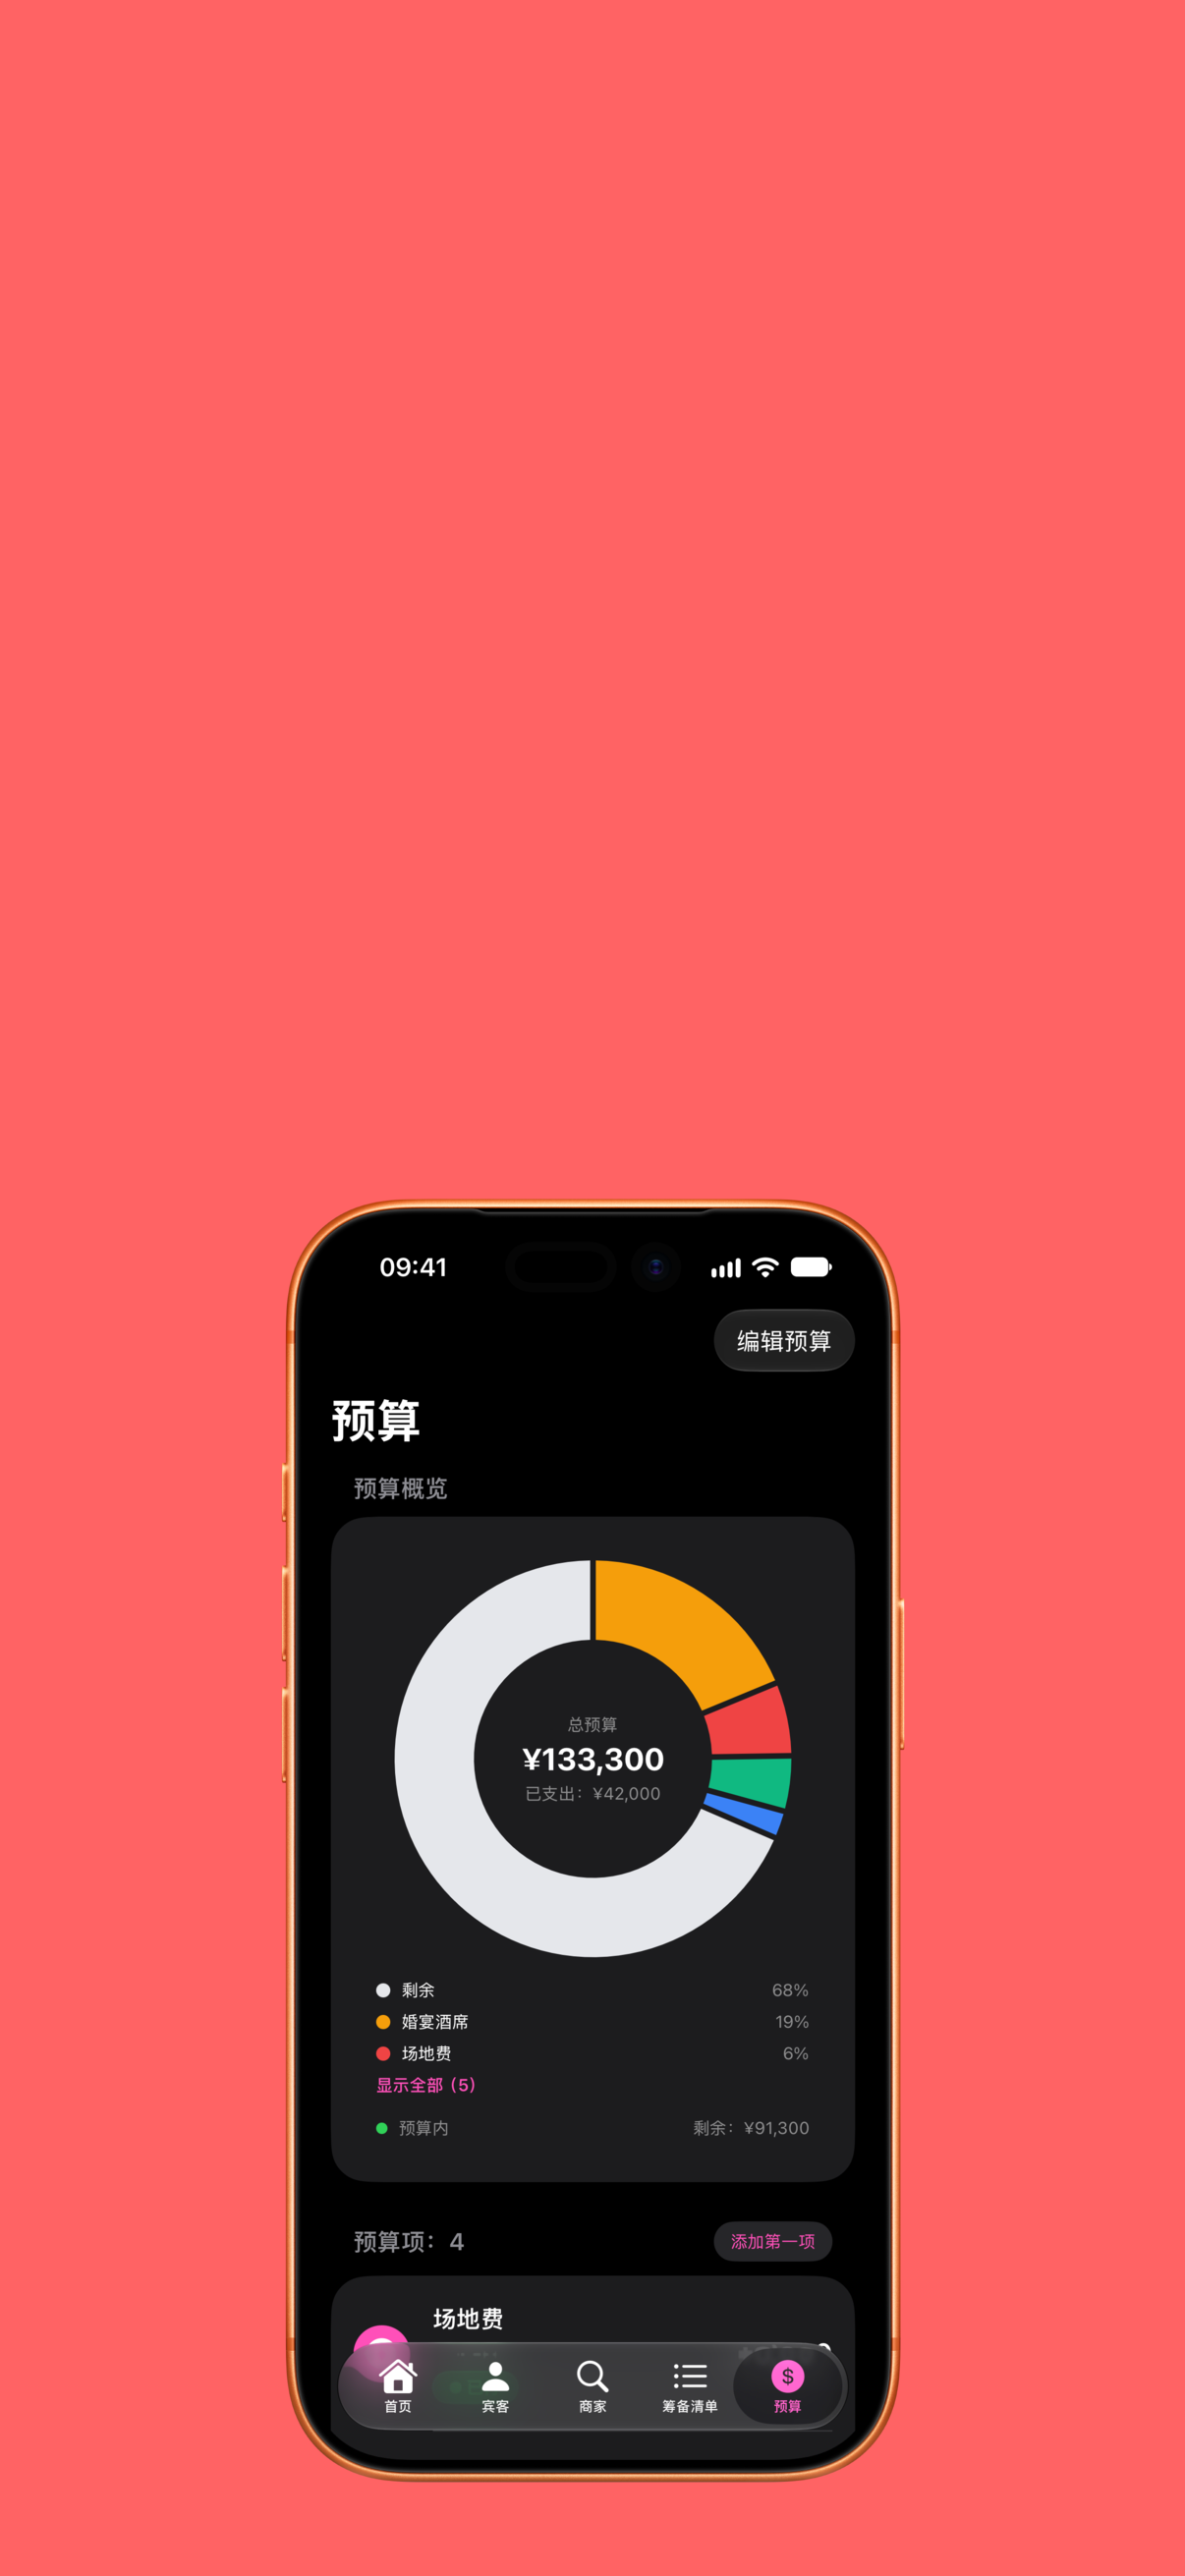 09:41
编辑预算
预算
预算概览
总预算
¥133,300
已支出：¥42,000
剩余 68%
婚宴酒席 19%
场地费 6%
显示全部（5）
预算内 剩余：¥91,300
预算项：4 添加第一项
场地费
首页 宾客 商家 筹备清单 预算